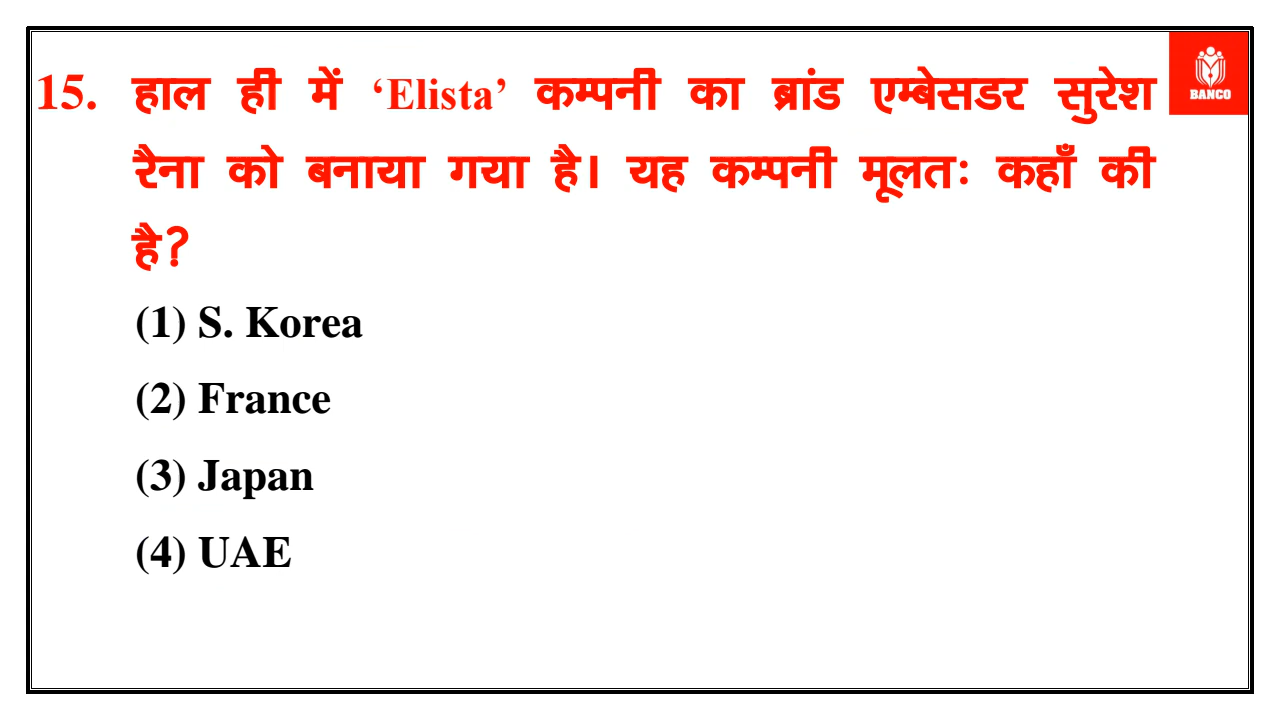 15. हाल ही में ‘Elista’ कम्पनी का ब्रांड एम्बेसडर सुरेश
रैना को बनाया गया है। यह कम्पनी मूलतः कहाँ की
है?
(1) S. Korea
(2) France
(3) Japan
(4) UAE
BANCO